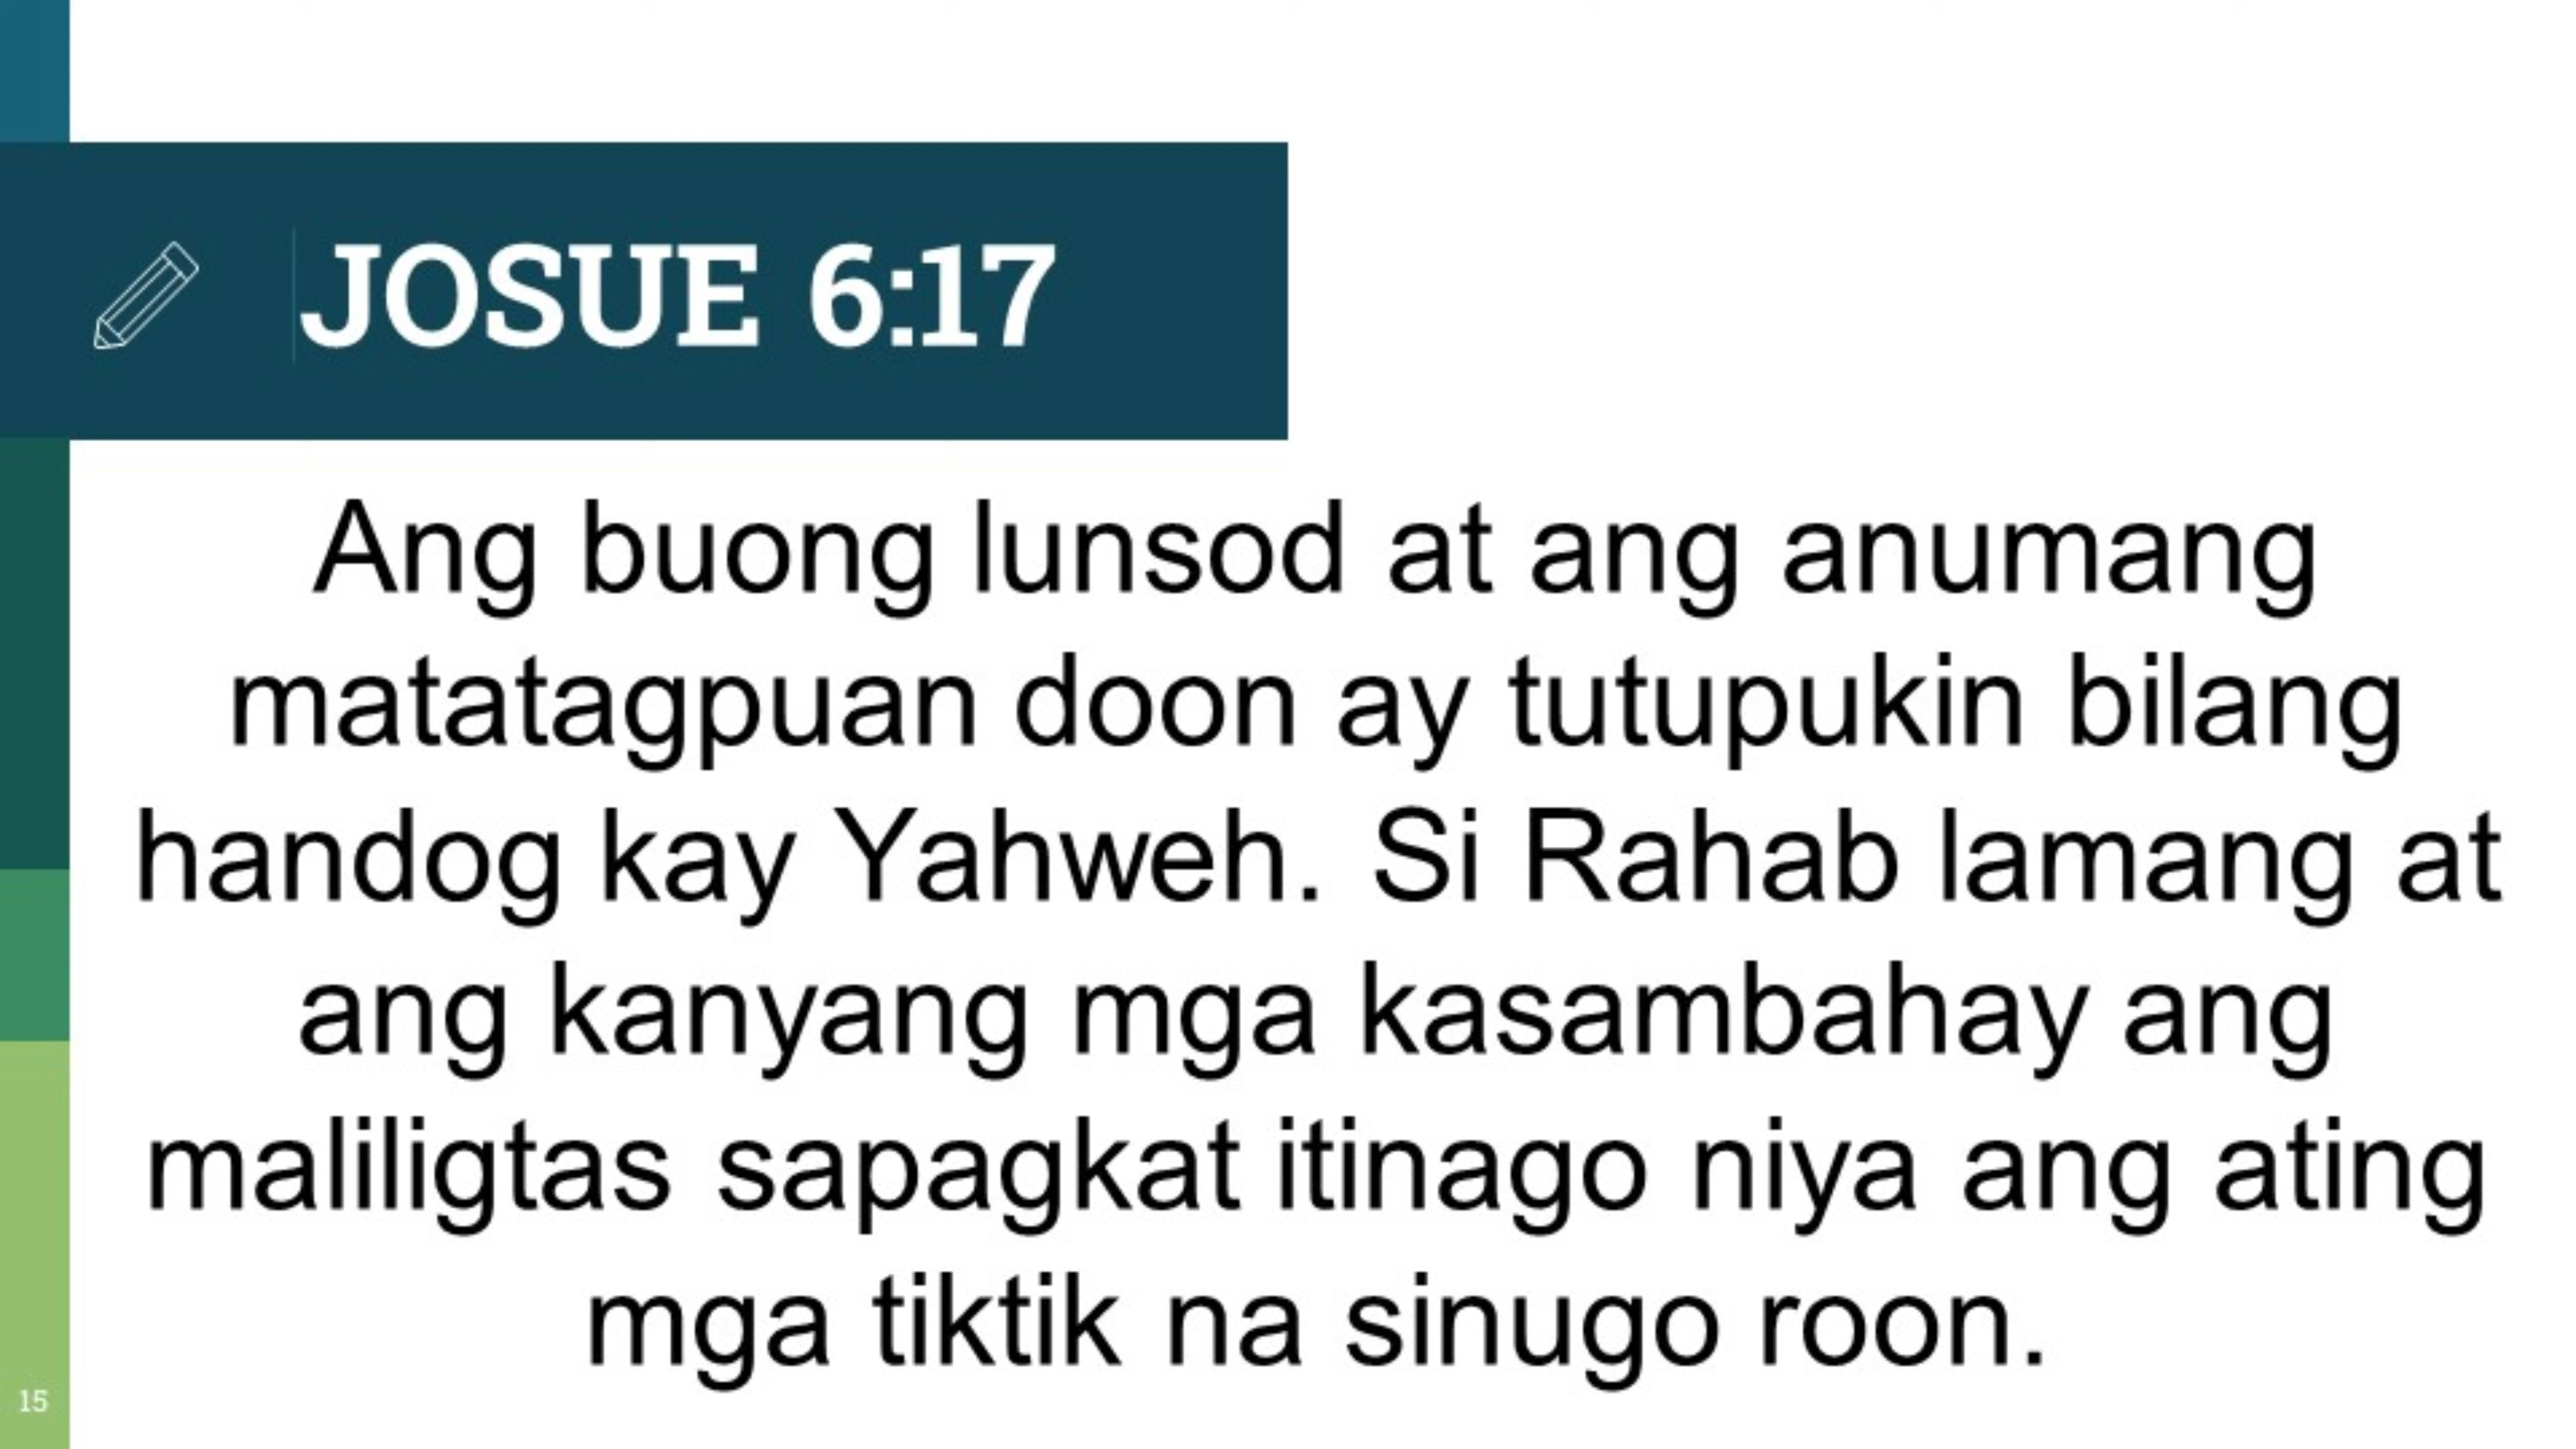 JOSUE 6:17
Ang buong lunsod at ang anumang
matatagpuan doon ay tutupukin bilang
handog kay Yahweh. Si Rahab lamang at
ang kanyang mga kasambahay ang
maliligtas sapagkat itinago niya ang ating
mga tiktik na sinugo roon.
15